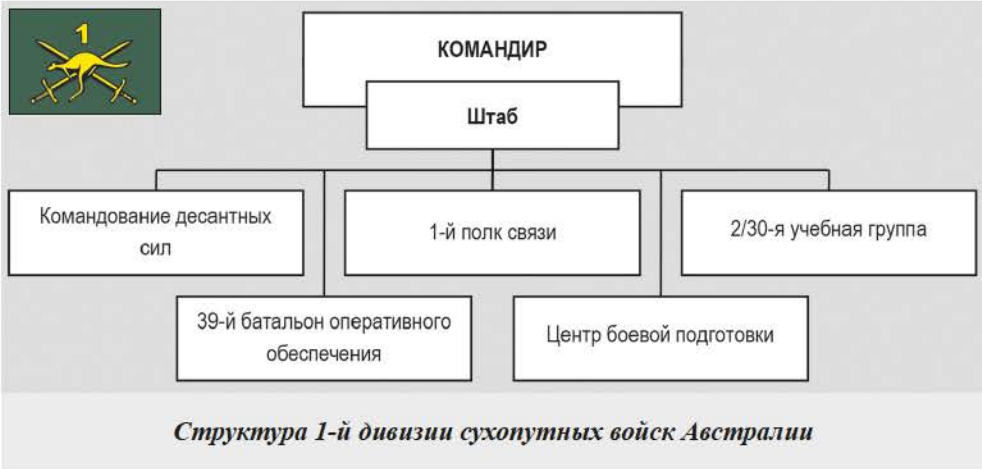 1
КОМАНДИР
Штаб
Командование десантных
сил
1-й полк связи
2/30-я учебная группа
39-й батальон оперативного
обеспечения
Центр боевой подготовки
Структура 1-й дивизии сухопутных войск Австралии